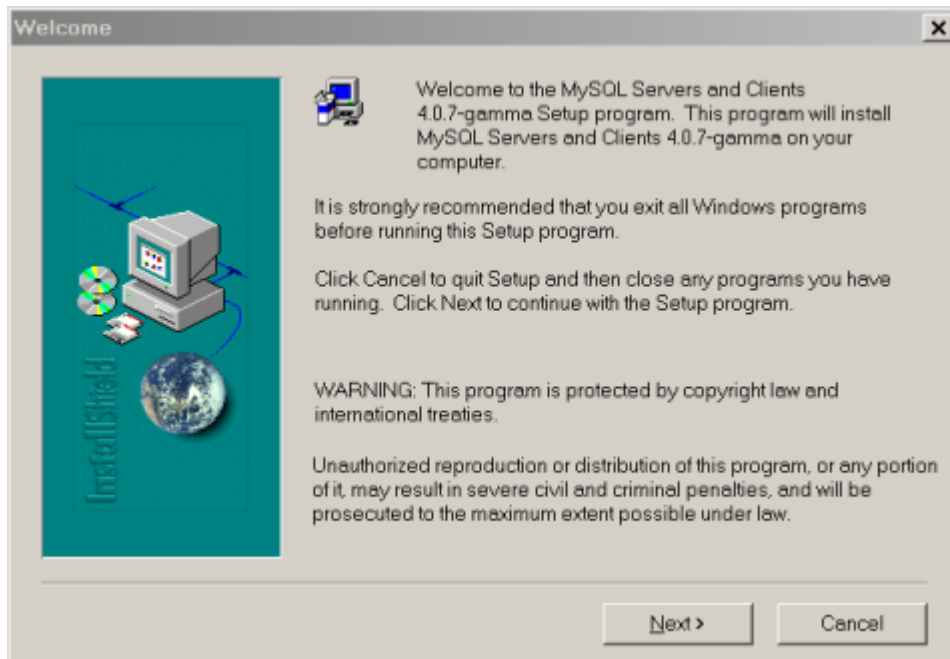 Welcome
Welcome to the MySQL Servers and Clients
4.0.7-gamma Setup program. This program will install
MySQL Servers and Clients 4.0.7-gamma on your
computer.
It is strongly recommended that you exit all Windows programs
before running this Setup program.
Click Cancel to quit Setup and then close any programs you have
running. Click Next to continue with the Setup program.
WARNING: This program is protected by copyright law and
international treaties.
Unauthorized reproduction or distribution of this program, or any portion
of it, may result in severe civil and criminal penalties, and will be
prosecuted to the maximum extent possible under law.
InstallShield
Next >
Cancel